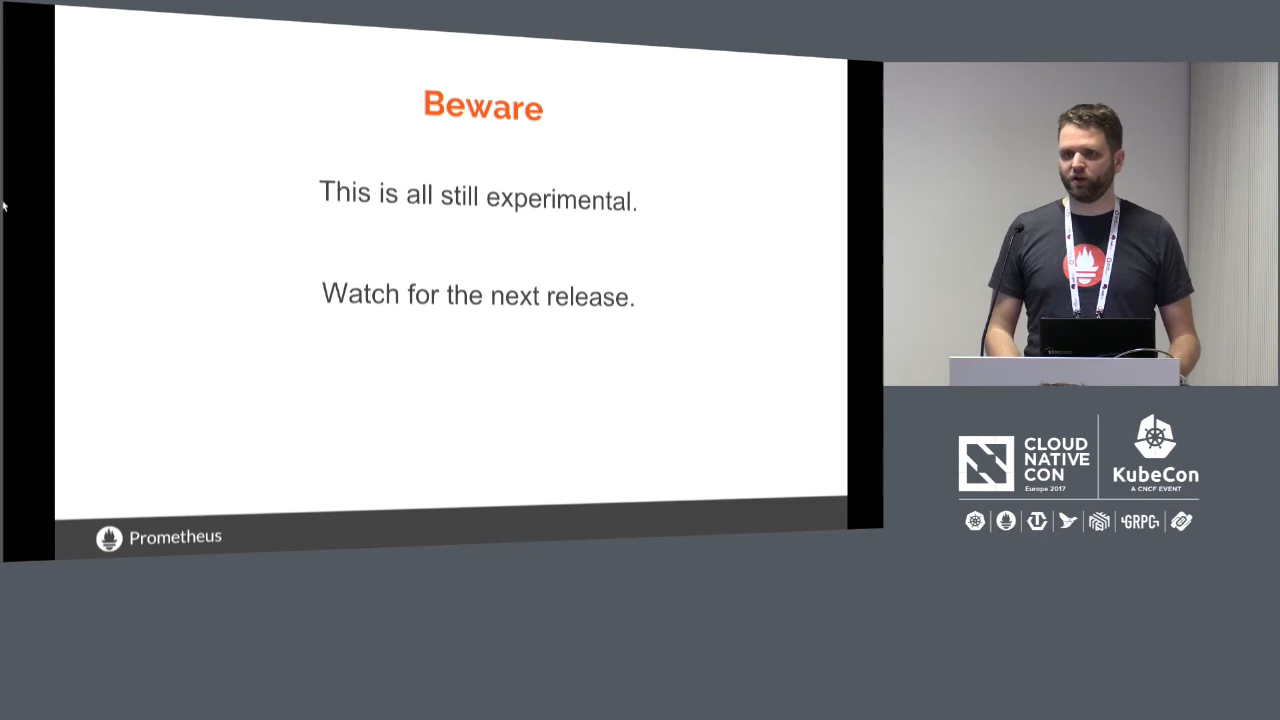 Beware
This is all still experimental.
Watch for the next release.
Prometheus
CLOUD
NATIVE
CON
Europe 2017
KubeCon
A CNCF EVENT
GRPC